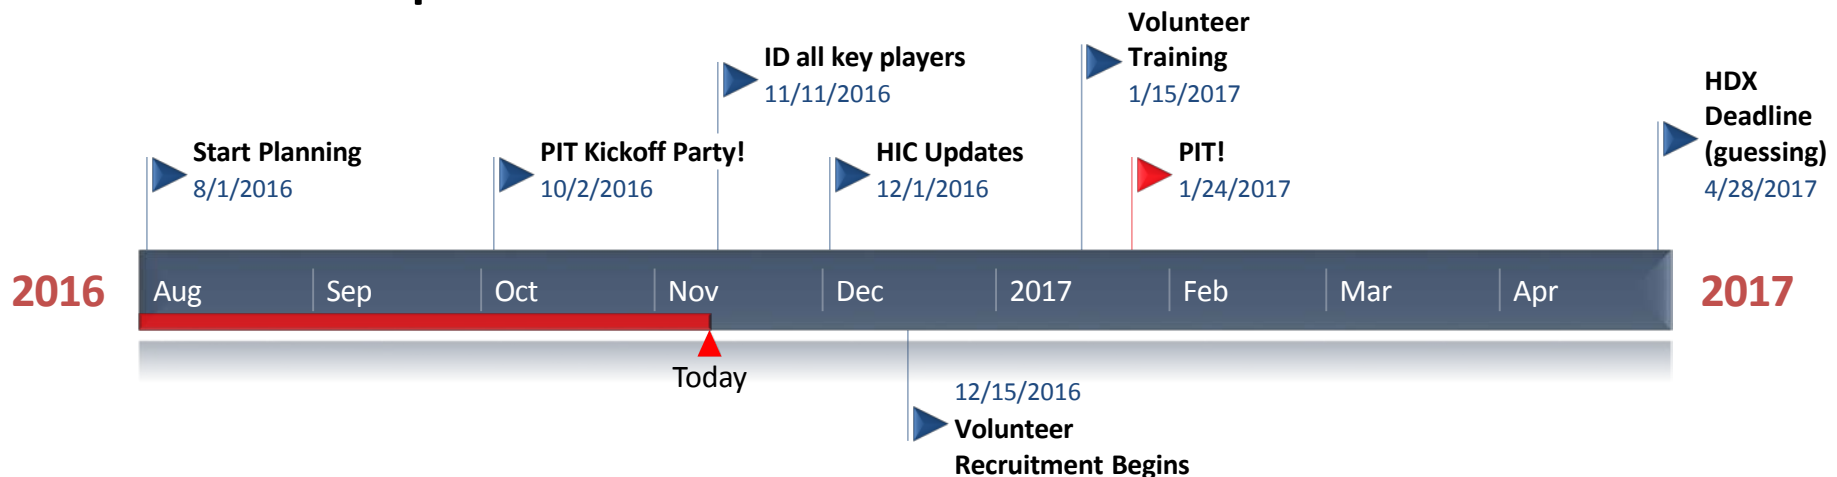 Volunteer
Training
1/15/2017
ID all key players
11/11/2016
HDX
Deadline
(guessing)
4/28/2017
Start Planning
8/1/2016
PIT Kickoff Party!
10/2/2016
HIC Updates
12/1/2016
PIT!
1/24/2017
2016
Aug
Sep
Oct
Nov
Dec
2017
Feb
Mar
Apr
2017
Today
12/15/2016
Volunteer
Recruitment Begins